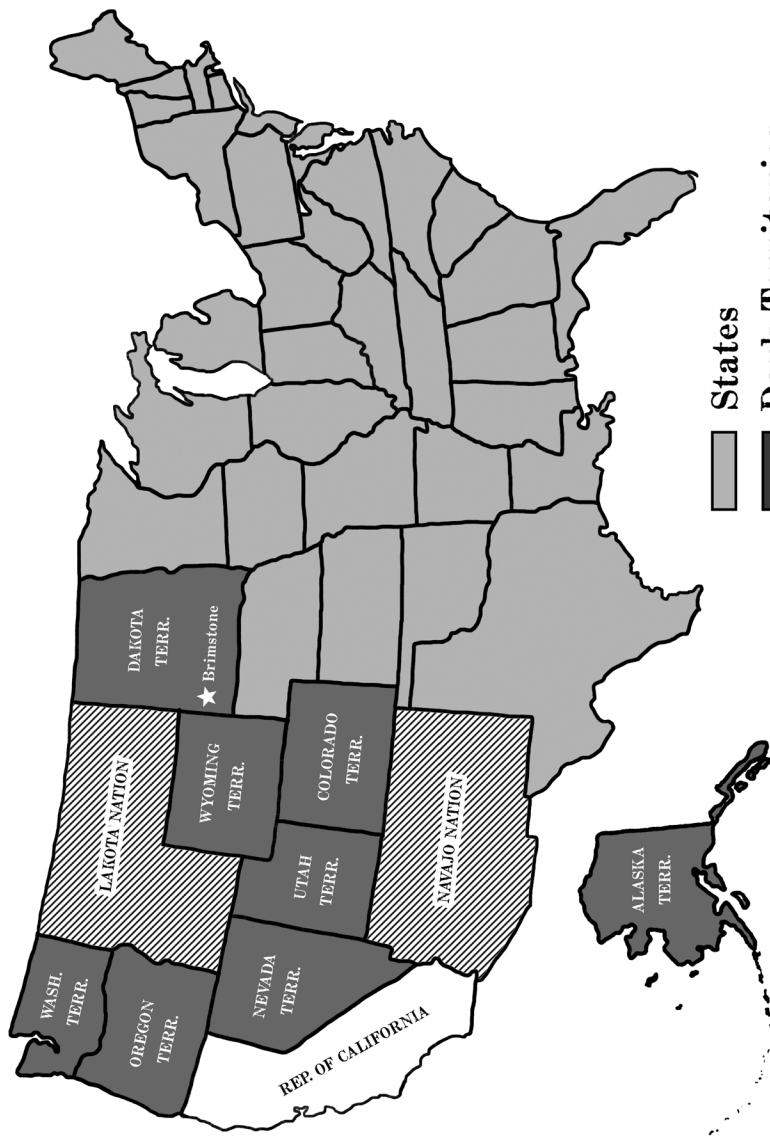 WASH.
TERR.
OREGON
TERR.
REP. OF CALIFORNIA
NEVADA
TERR.
LAKOTA NATION
UTAH
TERR.
WYOMING
TERR.
COLORADO
TERR.
NAVAJO NATION
DAKOTA
TERR.
Brimstone
ALASKA
TERR.
States